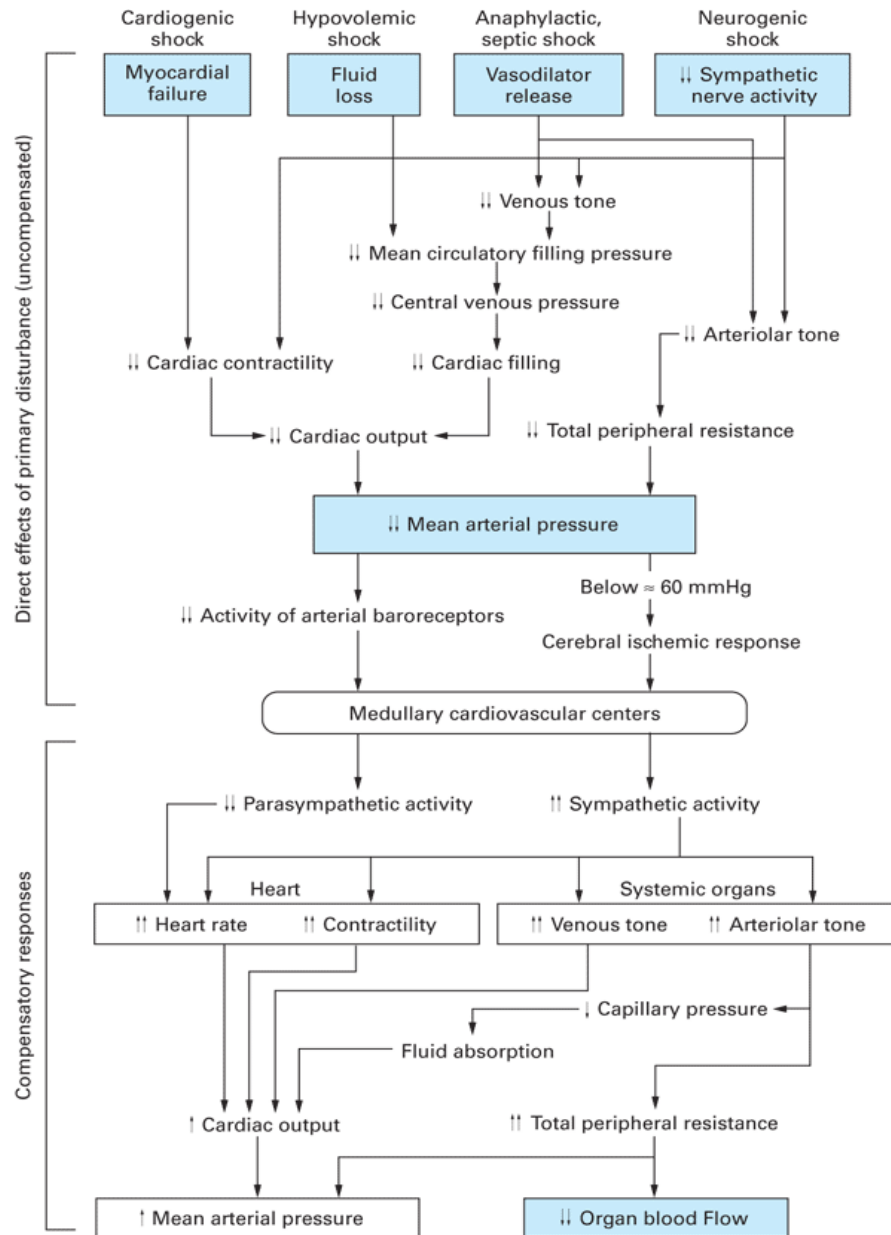 Cardiogenic shock
Hypovolemic shock
Anaphylactic, septic shock
Neurogenic shock
Myocardial failure
Fluid loss
Vasodilator release
↓↓ Sympathetic nerve activity
Direct effects of primary disturbance (uncompensated)
↓↓ Venous tone
↓↓ Mean circulatory filling pressure
↓↓ Central venous pressure
↓↓ Arteriolar tone
↓↓ Cardiac contractility
↓↓ Cardiac filling
↓↓ Cardiac output
↓↓ Total peripheral resistance
↓↓ Mean arterial pressure
Below ≈ 60 mmHg
↓↓ Activity of arterial baroreceptors
Cerebral ischemic response
Medullary cardiovascular centers
Compensatory responses
↓↓ Parasympathetic activity
↑↑ Sympathetic activity
Heart
Systemic organs
↑↑ Heart rate
↑↑ Contractility
↑↑ Venous tone
↑↑ Arteriolar tone
↓ Capillary pressure
Fluid absorption
↑ Cardiac output
↑↑ Total peripheral resistance
↑ Mean arterial pressure
↓↓ Organ blood Flow